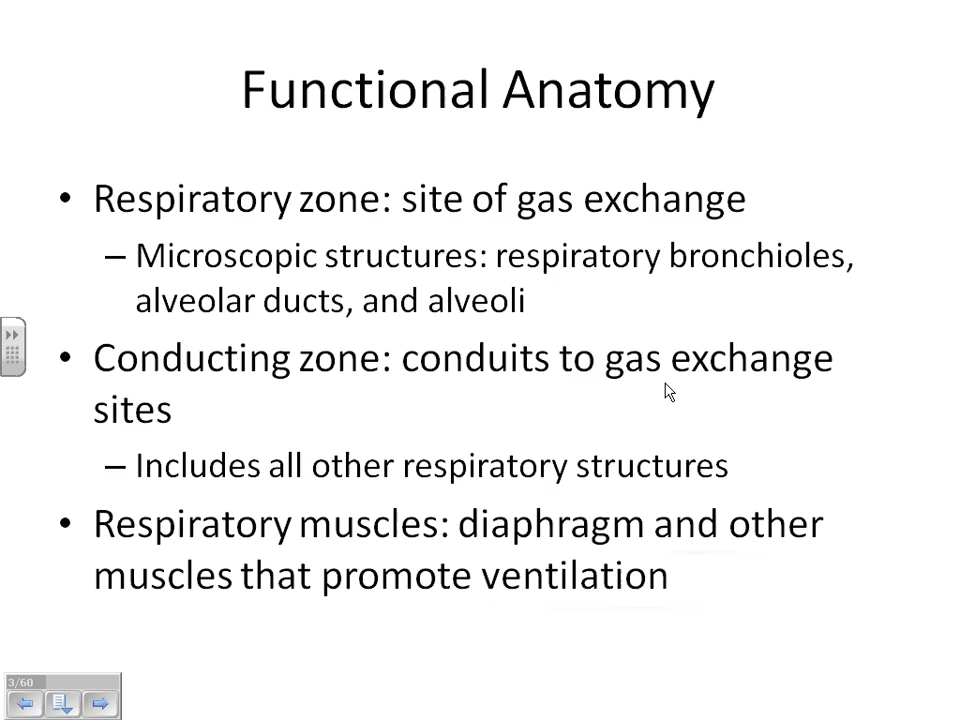 Functional Anatomy
• Respiratory zone: site of gas exchange
– Microscopic structures: respiratory bronchioles,
alveolar ducts, and alveoli
• Conducting zone: conduits to gas exchange
sites
– Includes all other respiratory structures
• Respiratory muscles: diaphragm and other
muscles that promote ventilation
3/60